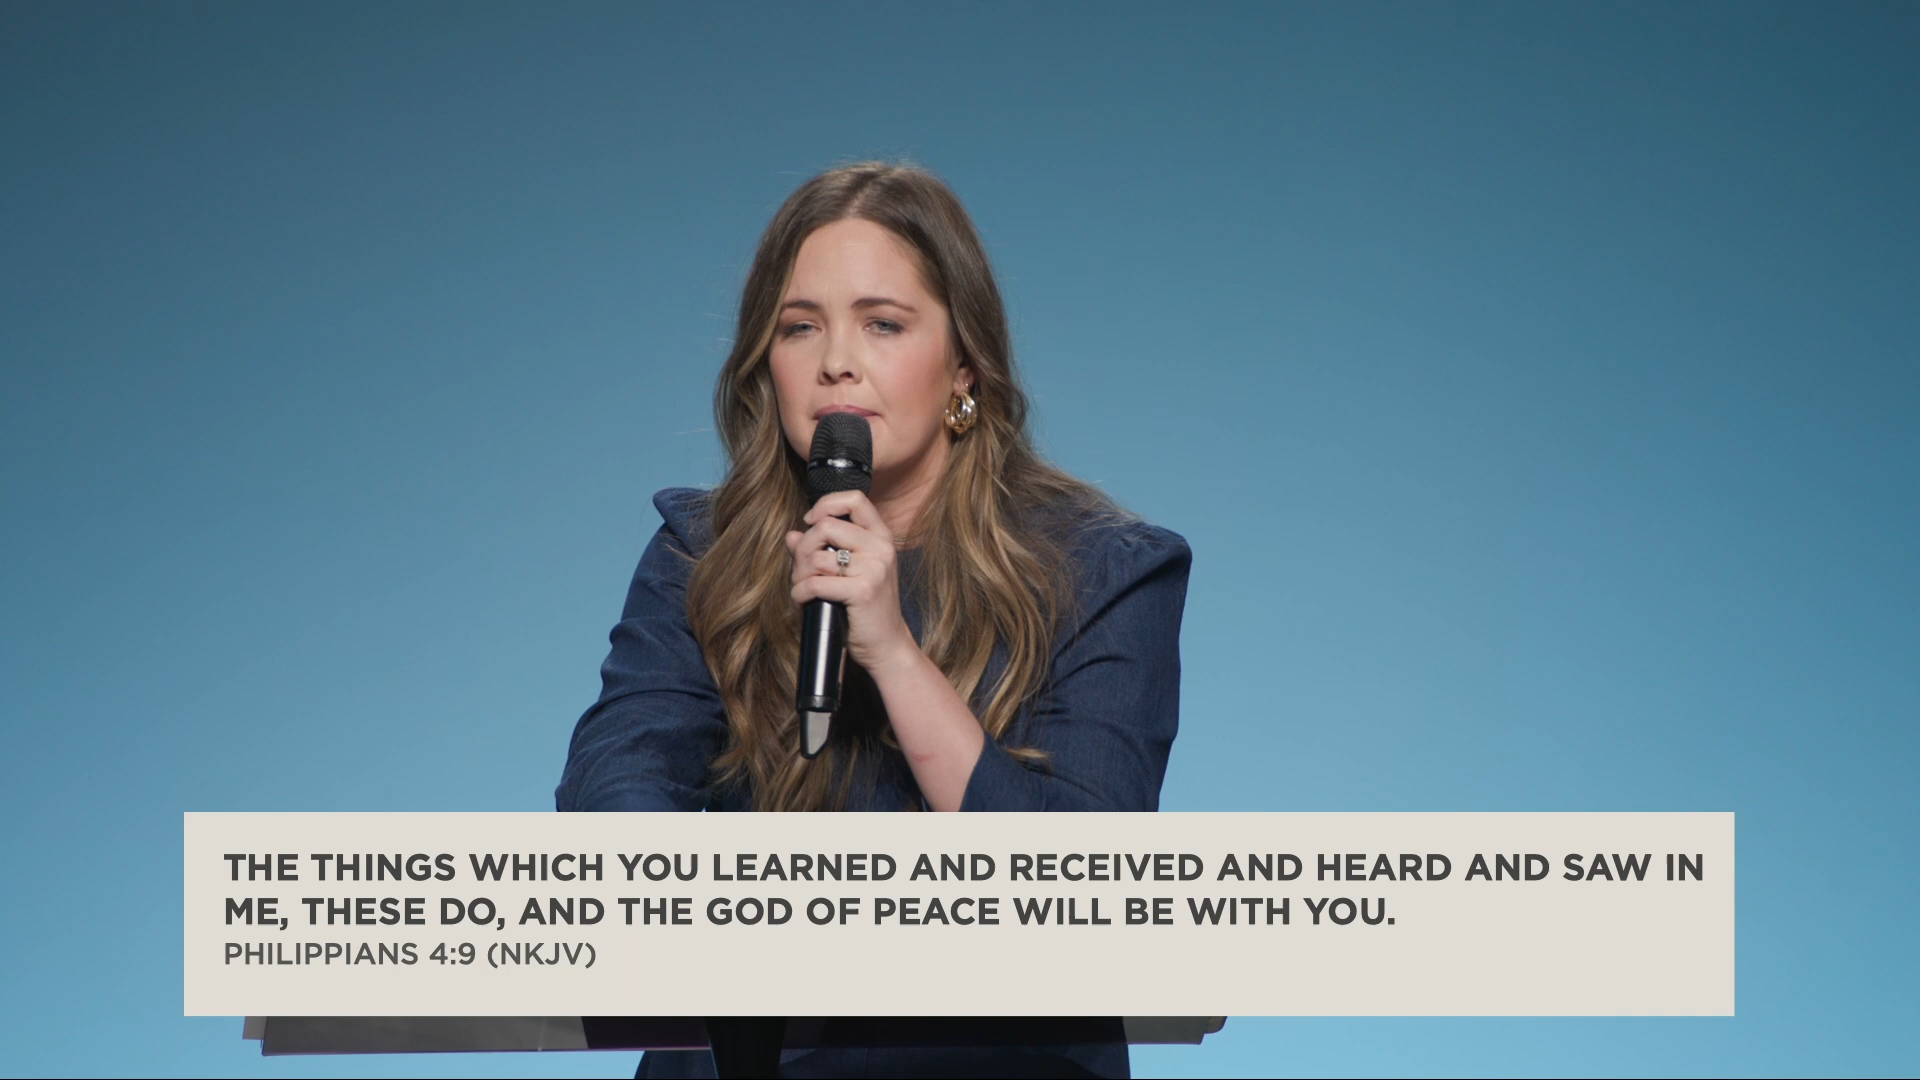 THE THINGS WHICH YOU LEARNED AND RECEIVED AND HEARD AND SAW IN
ME, THESE DO, AND THE GOD OF PEACE WILL BE WITH YOU.
PHILIPPIANS 4:9 (NKJV)